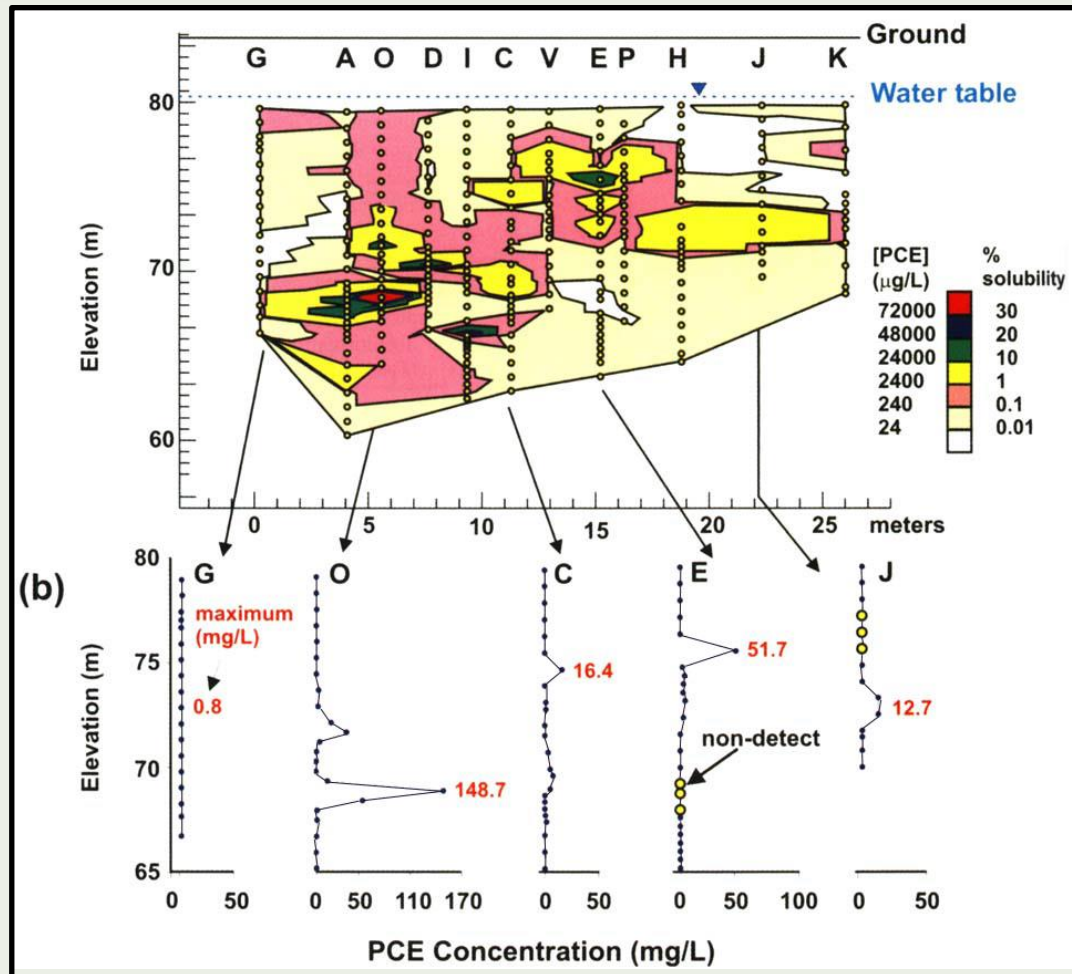 Ground
G A O D I C V E P H J K
Water table
80
70
60
Elevation (m)
[PCE] %
(μg/L) solubility
72000 30
48000 20
24000 10
2400 1
240 0.1
24 0.01
0 5 10 15 20 25 meters
(b)
80
75
70
65
Elevation (m)
G O C E J
maximum
(mg/L)
0.8
148.7
16.4
51.7
non-detect
12.7
0 50 0 50 110 170 0 50 0 50 100 0 50
PCE Concentration (mg/L)